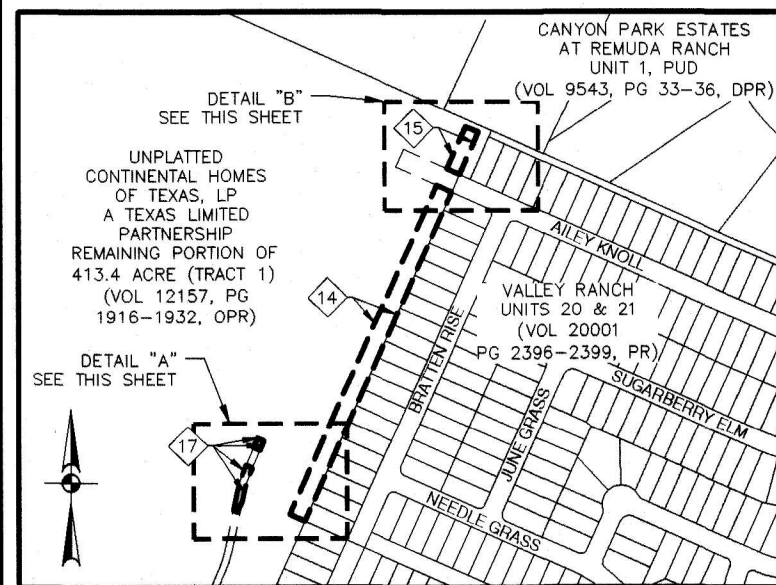 CANYON PARK ESTATES
AT REMUDA RANCH
UNIT 1, PUD
(VOL 9543, PG 33-36, DPR)
DETAIL "B"
SEE THIS SHEET
15
UNPLATTED
CONTINENTAL HOMES
OF TEXAS, LP
A TEXAS LIMITED
PARTNERSHIP
REMAINING PORTION OF
413.4 ACRE (TRACT 1)
(VOL 12157, PG
1916-1932, OPR)
AILEY KNOLL
14
VALLEY RANCH
UNITS 20 & 21
(VOL 20001
PG 2396-2399, PR)
BRATTEN RISE
SUGARBERRY ELM
JUNE GRASS
DETAIL "A"
SEE THIS SHEET
17
NEEDLE GRASS